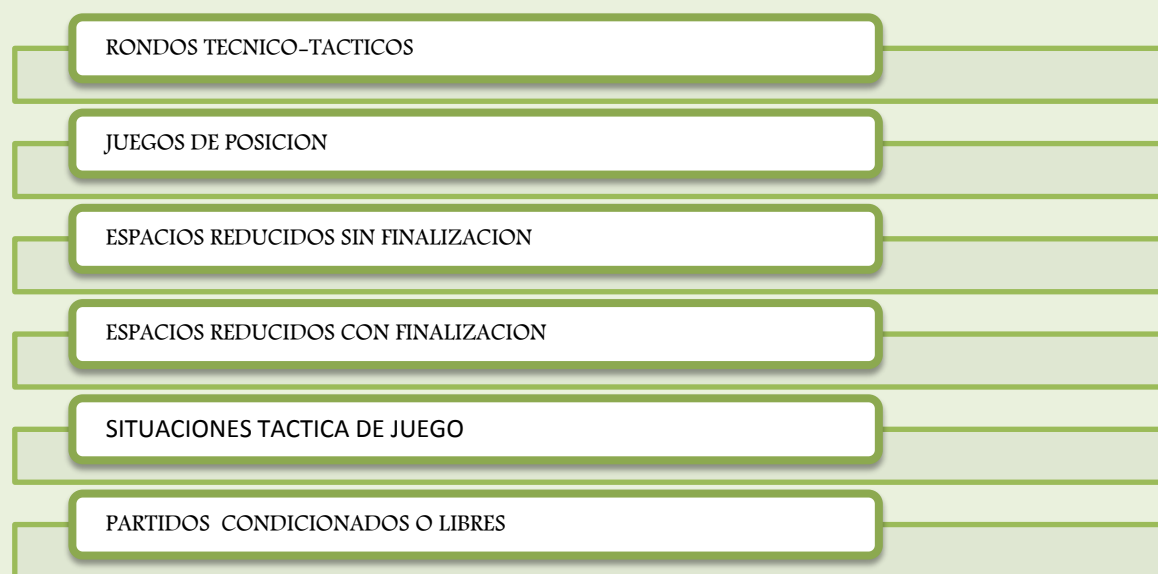 RONDOS TECNICO-TACTICOS
JUEGOS DE POSICION
ESPACIOS REDUCIDOS SIN FINALIZACION
ESPACIOS REDUCIDOS CON FINALIZACION
SITUACIONES TACTICA DE JUEGO
PARTIDOS CONDICIONADOS O LIBRES